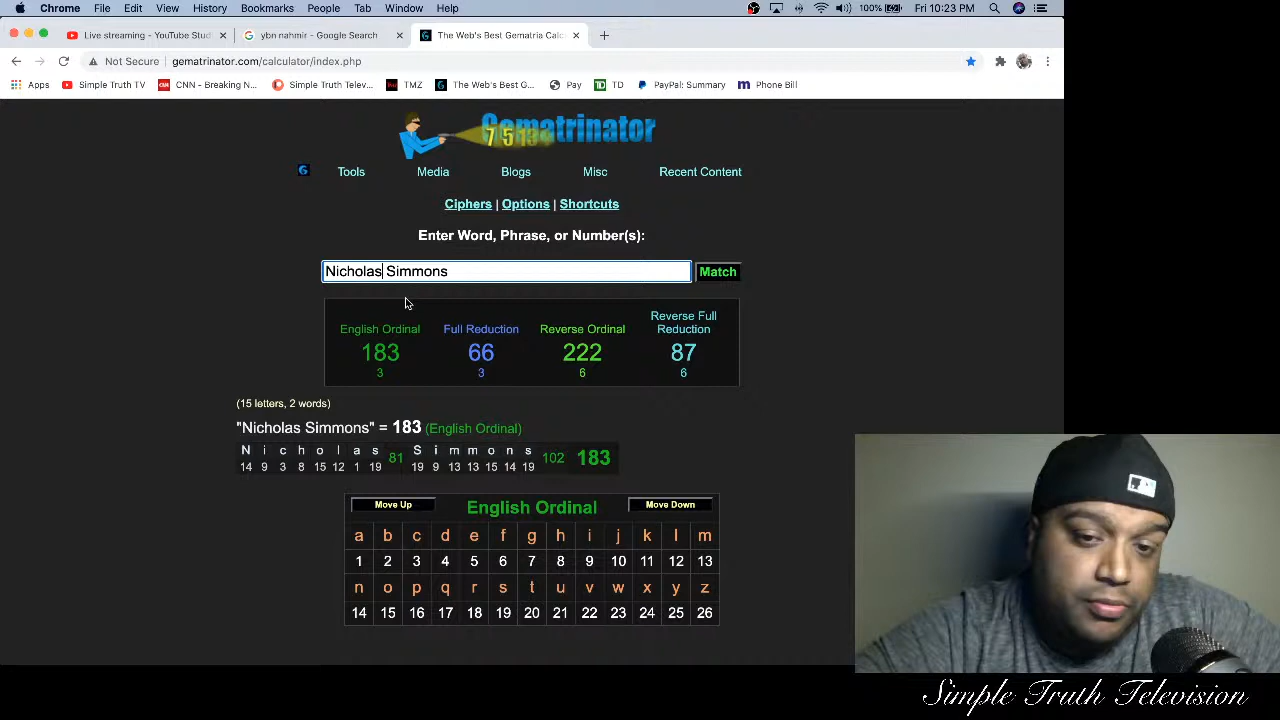 Chrome File Edit View History Bookmarks People Tab Window Help 100% Fri 10:23 PM
Live streaming - YouTube Stud × ybn nahmir - Google Search × The Web's Best Gematria Calc × +
Not Secure | gematrinator.com/calculator/index.php
Apps Simple Truth TV CNN - Breaking N... Simple Truth Telev... TMZ The Web's Best G... Pay TD PayPal: Summary Phone Bill
Gematrinator
Tools Media Blogs Misc Recent Content
Ciphers | Options | Shortcuts
Enter Word, Phrase, or Number(s):
Nicholas Simmons Match
English Ordinal Full Reduction Reverse Ordinal Reverse Full Reduction
183 66 222 87
3 3 6 6
(15 letters, 2 words)
"Nicholas Simmons" = 183 (English Ordinal)
N i c h o l a s S i m m o n s
14 9 3 8 15 12 1 19 81 19 9 13 13 15 14 19 102 183
Move Up English Ordinal Move Down
a b c d e f g h i j k l m
1 2 3 4 5 6 7 8 9 10 11 12 13
n o p q r s t u v w x y z
14 15 16 17 18 19 20 21 22 23 24 25 26
Simple Truth Television